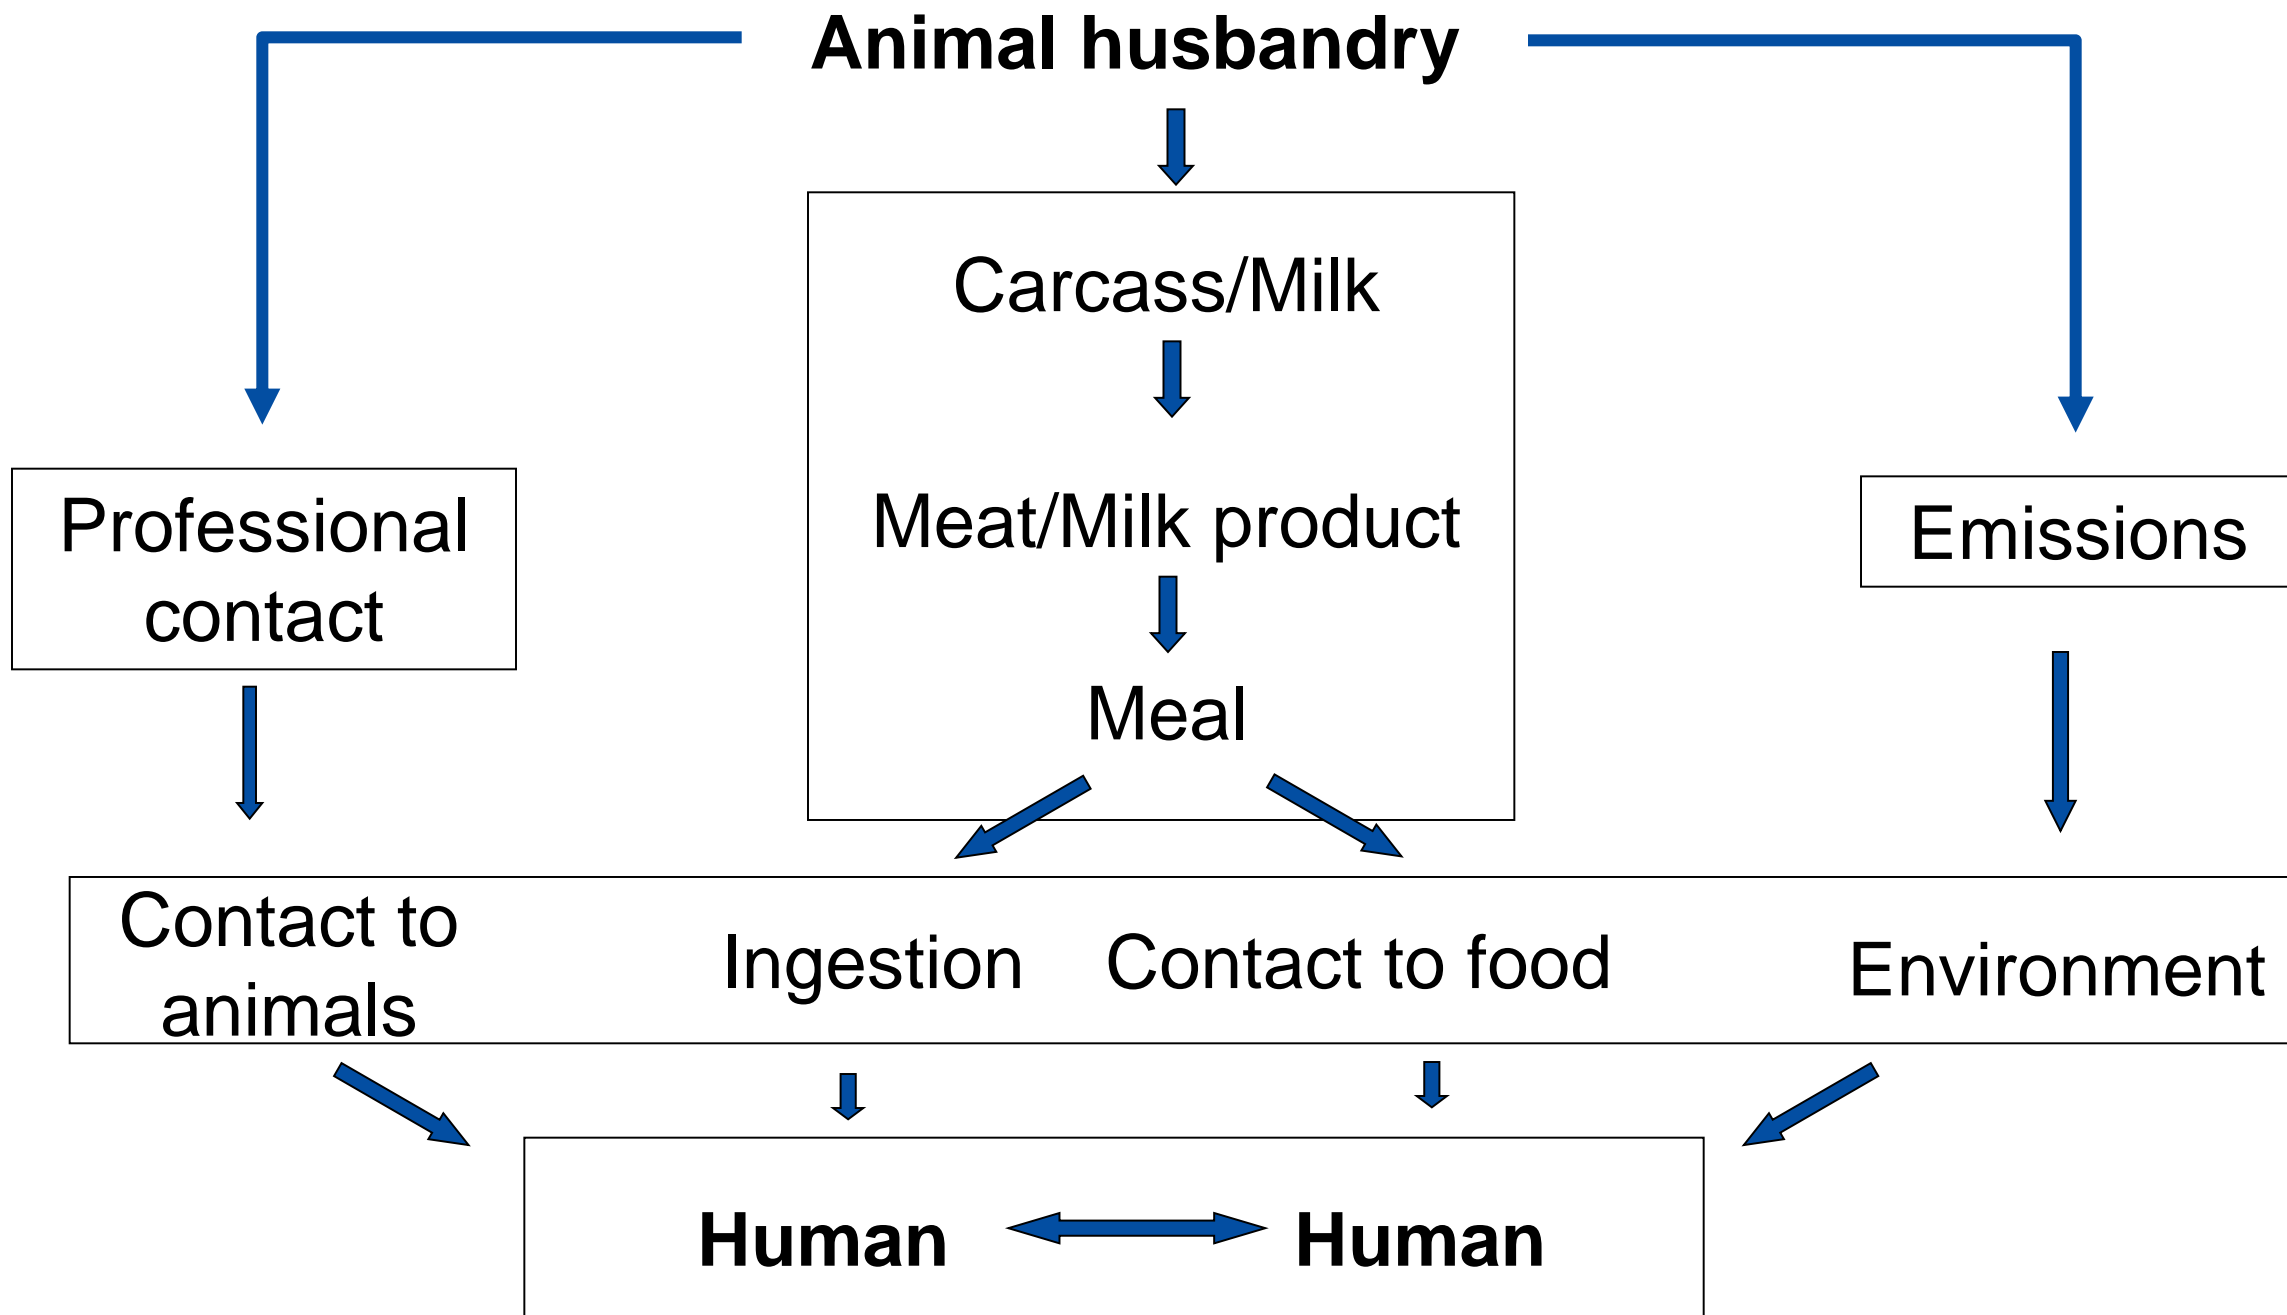 Animal husbandry
Carcass/Milk
Professional
contact
Meat/Milk product
Emissions
Meal
Contact to
animals
Ingestion
Contact to food
Environment
Human
Human